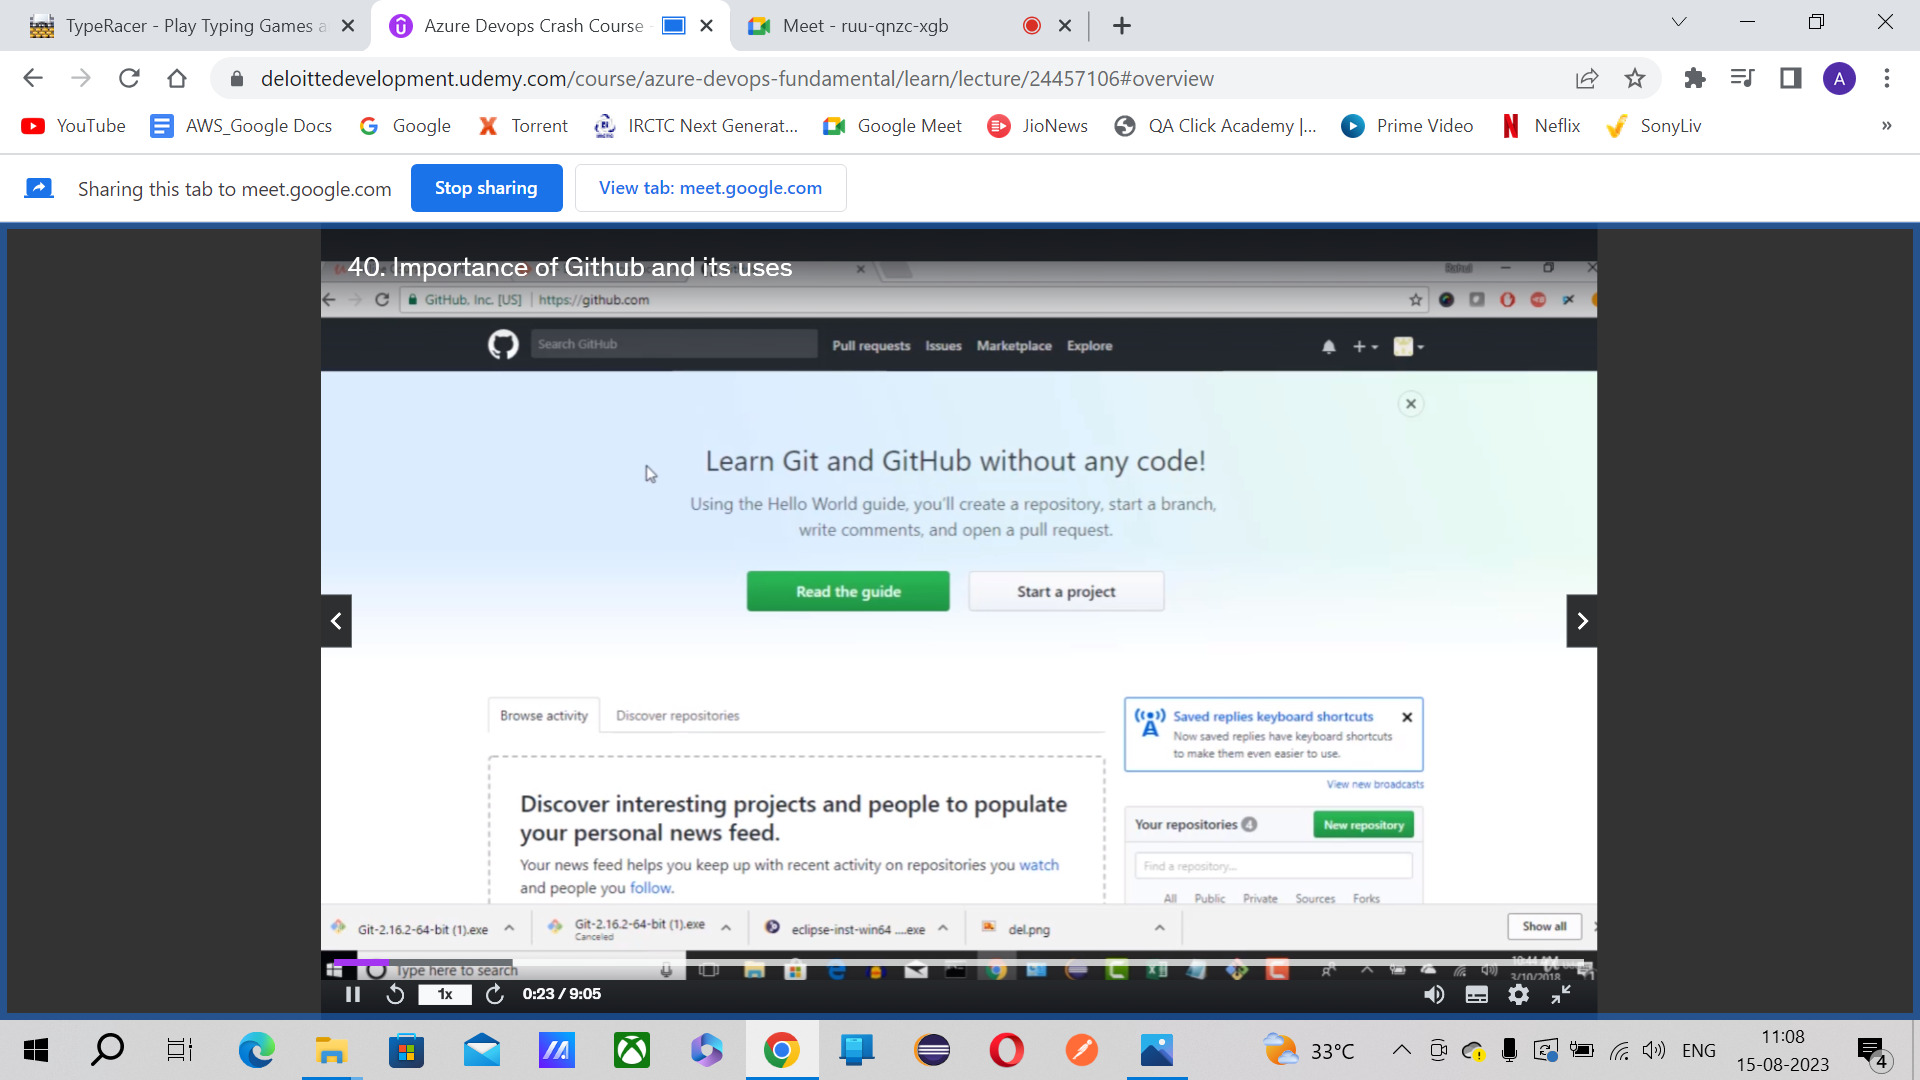 TypeRacer - Play Typing Games a
Azure Devops Crash Course -
Meet - ruu-qnzc-xgb
deloittedevelopment.udemy.com/course/azure-devops-fundamental/learn/lecture/24457106#overview
A
YouTube AWS_Google Docs Google Torrent IRCTC Next Generat... Google Meet JioNews QA Click Academy |... Prime Video Neflix SonyLiv »
Sharing this tab to meet.google.com Stop sharing View tab: meet.google.com
40. Importance of Github and its uses
GitHub, Inc. [US] https://github.com
Search GitHub Pull requests Issues Marketplace Explore
Learn Git and GitHub without any code!
Using the Hello World guide, you'll create a repository, start a branch,
write comments, and open a pull request.
Read the guide Start a project
Browse activity Discover repositories
Saved replies keyboard shortcuts
Now saved replies have keyboard shortcuts
to make them even easier to use.
View new broadcasts
Discover interesting projects and people to populate
your personal news feed.
Your news feed helps you keep up with recent activity on repositories you watch
and people you follow.
Your repositories 4 New repository
Find a repository...
All Public Private Sources Forks
Git-2.16.2-64-bit (1).exe Git-2.16.2-64-bit (1).exe eclipse-inst-win64 ....exe del.png Show all
Canceled
Type here to search
3/10/2018
1x 0:23 / 9:05
33°C ENG 11:08
15-08-2023
4